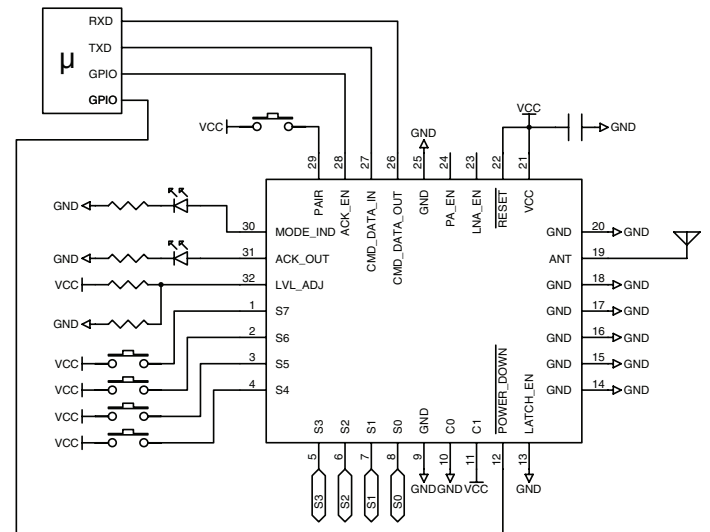 RXD
TXD
µ
GPIO
GPIO
VCC
GND
VCC
GND
29
28
27
26
25
24
23
22
21
PAIR
ACK_EN
CMD_DATA_IN
CMD_DATA_OUT
GND
PA_EN
LNA_EN
RESET
VCC
GND
30
MODE_IND
GND
20
GND
GND
31
ACK_OUT
ANT
19
VCC
32
LVL_ADJ
GND
18
GND
GND
1
S7
GND
17
GND
2
S6
GND
16
GND
VCC
3
S5
GND
15
GND
VCC
4
S4
GND
14
GND
VCC
VCC
S3
S2
S1
S0
GND
C0
C1
POWER_DOWN
LATCH_EN
5
6
7
8
9
10
11
12
13
S3
S2
S1
S0
GND
GND
VCC
GND